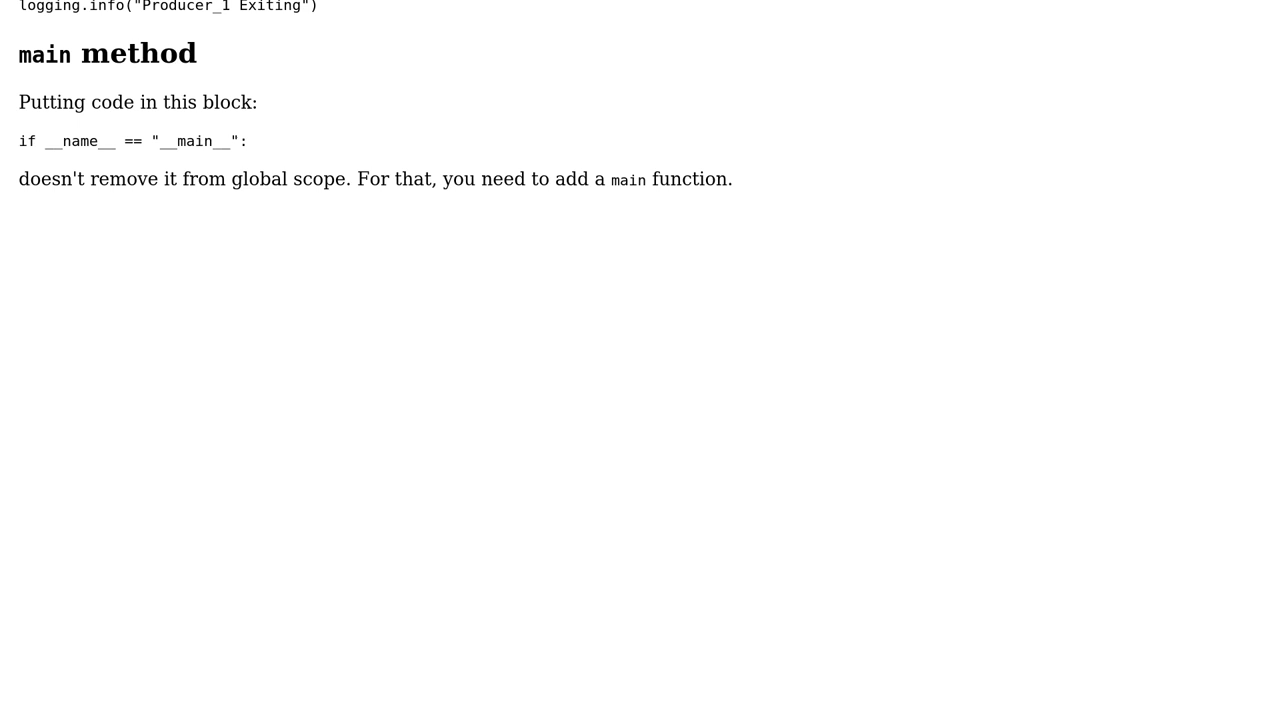 logging.info("Producer_1 Exiting")
main method
Putting code in this block:
if __name__ == "__main__":
doesn't remove it from global scope. For that, you need to add a main function.